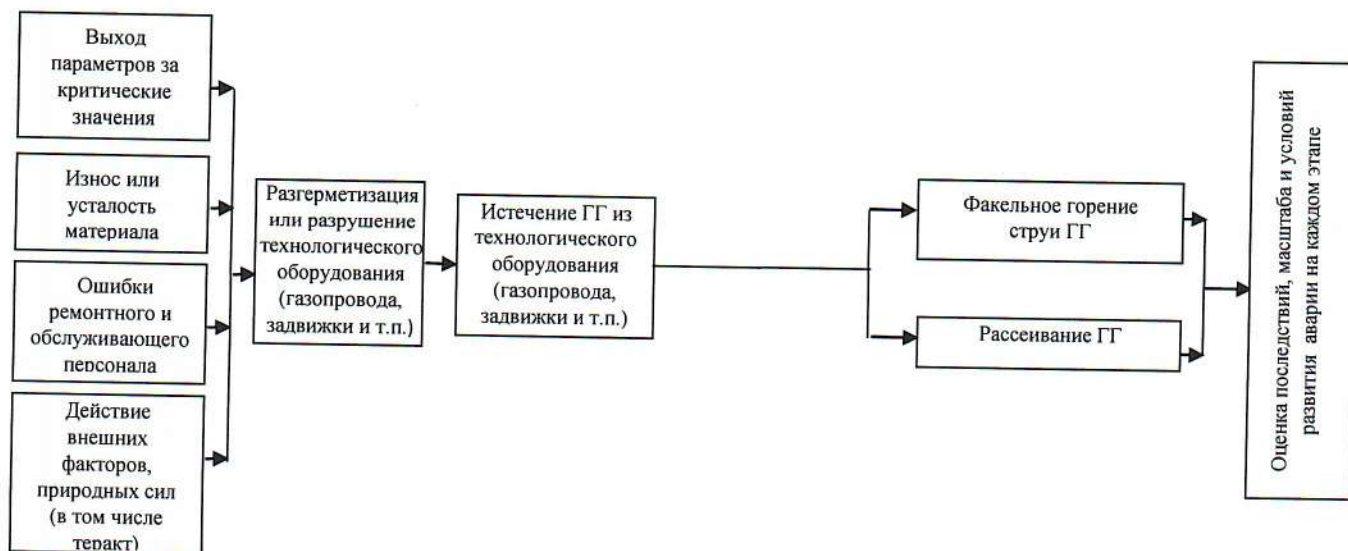 Выход
параметров за
критические
значения
Износ или
усталость
материала
Ошибки
ремонтного и
обслуживающего
персонала
Действие
внешних
факторов,
природных сил
(в том числе
теракт)
Разгерметизация
или разрушение
технологического
оборудования
(газопровода,
задвижки и т.п.)
Истечение ГГ из
технологического
оборудования
(газопровода,
задвижки и т.п.)
Факельное горение
струи ГГ
Рассеивание ГГ
Оценка последствий, масштаба и условий
развития аварии на каждом этапе